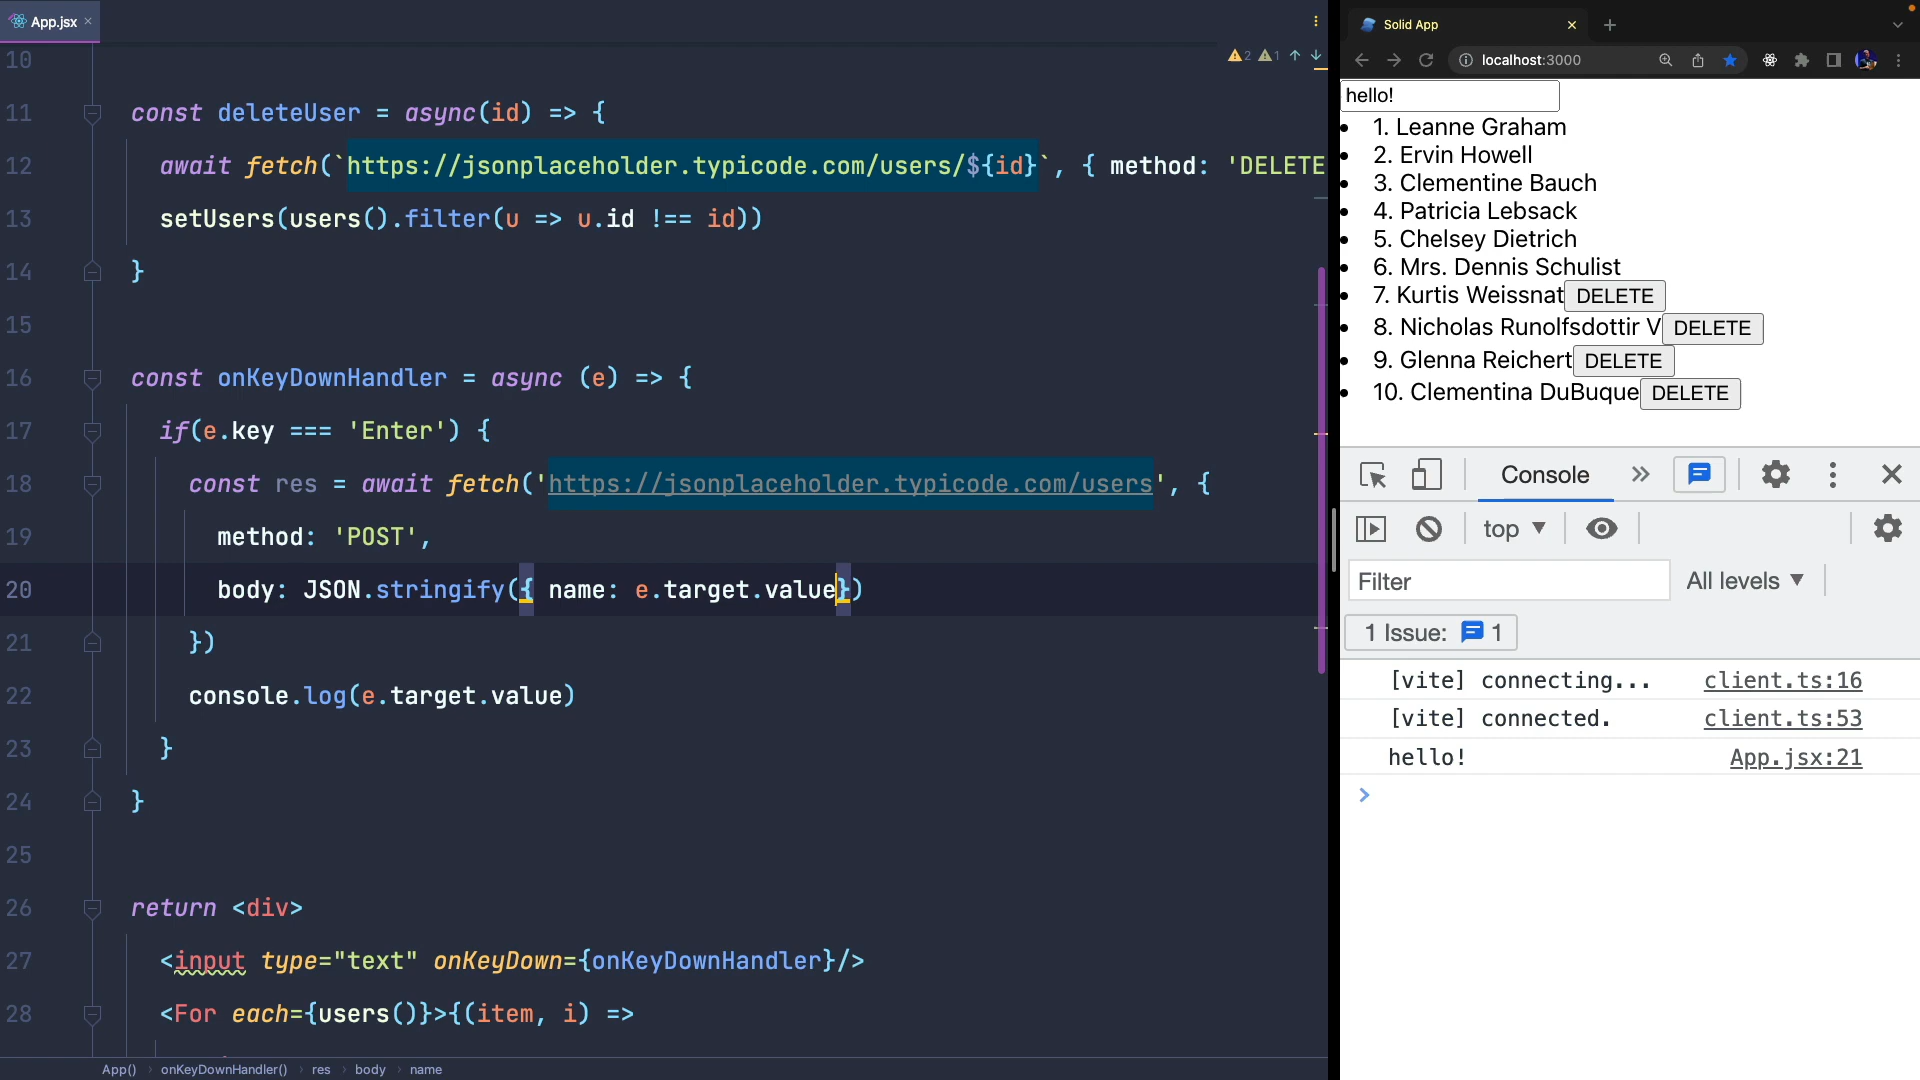 App.jsx
2 1
10
11 const deleteUser = async(id) => {
12 await fetch(`https://jsonplaceholder.typicode.com/users/${id}`, { method: 'DELETE
13 setUsers(users().filter(u => u.id !== id))
14 }
15
16 const onKeyDownHandler = async (e) => {
17 if(e.key === 'Enter') {
18 const res = await fetch('https://jsonplaceholder.typicode.com/users', {
19 method: 'POST',
20 body: JSON.stringify({ name: e.target.value})
21 })
22 console.log(e.target.value)
23 }
24 }
25
26 return <div>
27 <input type="text" onKeyDown={onKeyDownHandler}/>
28 <For each={users()}>{(item, i) =>
App() onKeyDownHandler() res body name
Solid App
localhost:3000
hello!
1. Leanne Graham
2. Ervin Howell
3. Clementine Bauch
4. Patricia Lebsack
5. Chelsey Dietrich
6. Mrs. Dennis Schulist
7. Kurtis Weissnat DELETE
8. Nicholas Runolfsdottir V DELETE
9. Glenna Reichert DELETE
10. Clementina DuBuque DELETE
Console
top
Filter All levels
1 Issue: 1
[vite] connecting... client.ts:16
[vite] connected. client.ts:53
hello! App.jsx:21